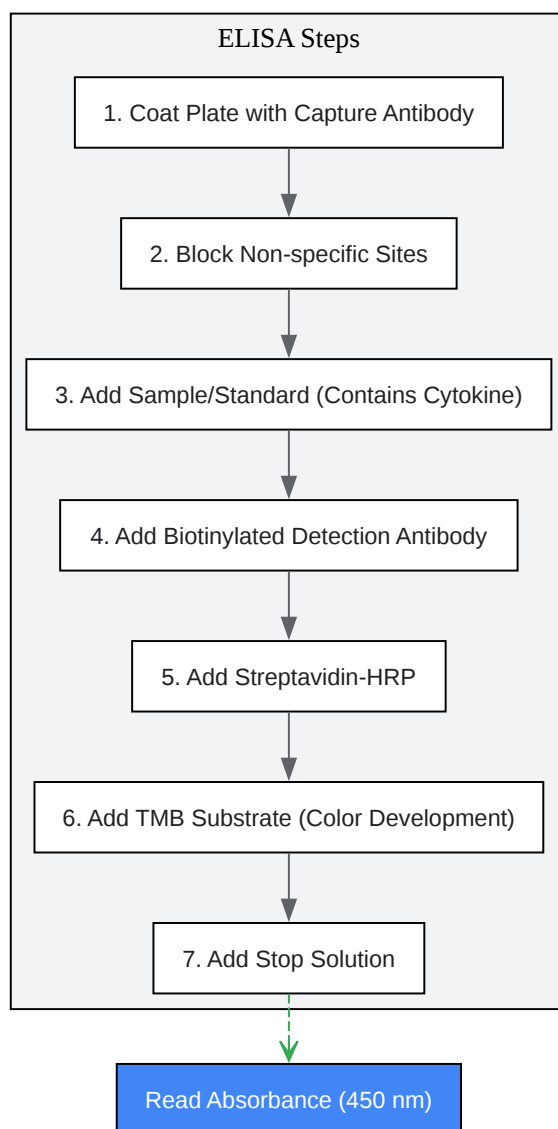 ELISA Steps
1. Coat Plate with Capture Antibody
2. Block Non-specific Sites
3. Add Sample/Standard (Contains Cytokine)
4. Add Biotinylated Detection Antibody
5. Add Streptavidin-HRP
6. Add TMB Substrate (Color Development)
7. Add Stop Solution
Read Absorbance (450 nm)